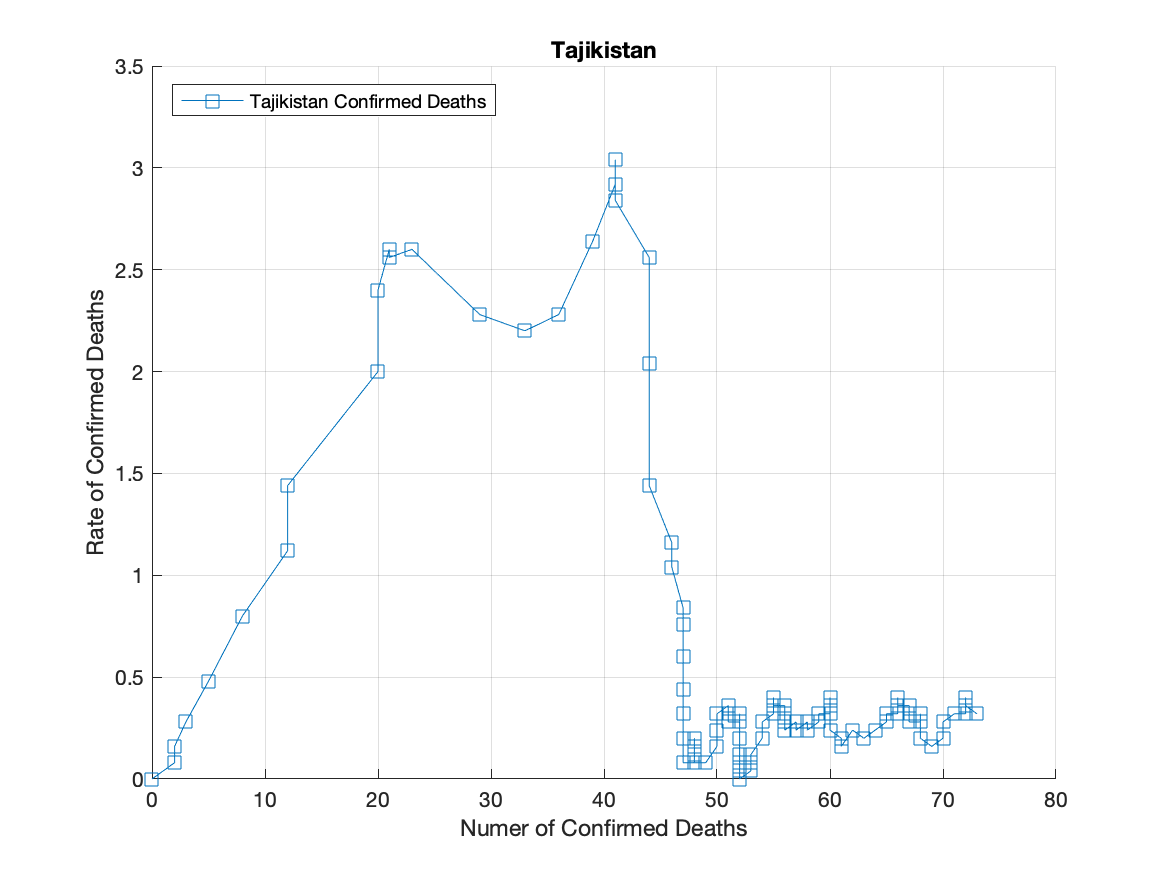 Tajikistan
Tajikistan Confirmed Deaths
3.5
3
2.5
2
1.5
1
0.5
0
Rate of Confirmed Deaths
0 10 20 30 40 50 60 70 80
Numer of Confirmed Deaths